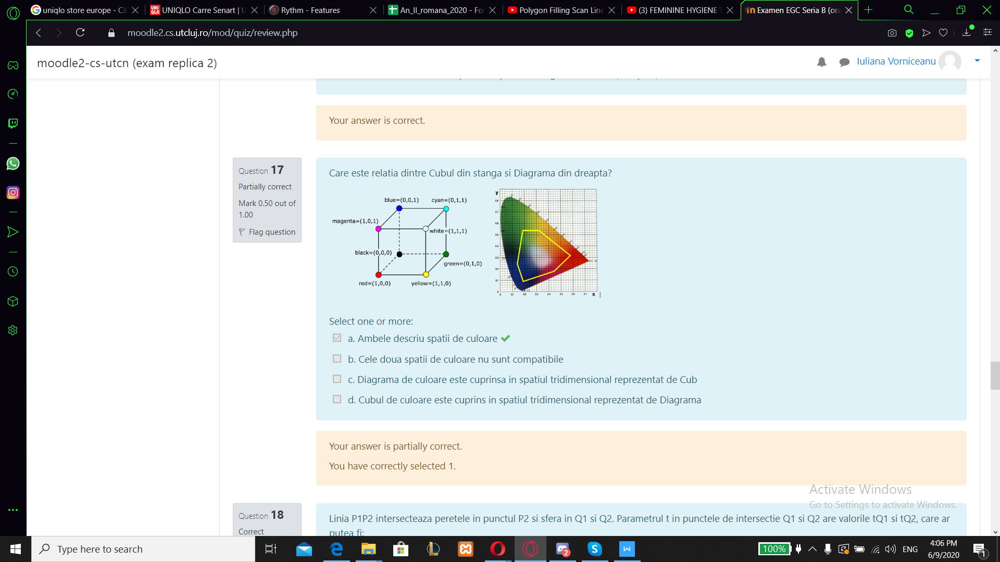 uniqlo store europe - Că
UNIQLO Carre Senart | U
Rythm - Features
An_II_romana_2020 - Foi
Polygon Filling Scan Line
(3) FEMININE HYGIENE T
Examen EGC Seria B (ora
moodle2.cs.utcluj.ro/mod/quiz/review.php
moodle2-cs-utcn (exam replica 2)
Iuliana Vorniceanu
Your answer is correct.
Question 17
Partially correct
Mark 0.50 out of
1.00
Flag question
Care este relatia dintre Cubul din stanga si Diagrama din dreapta?
blue=(0,0,1) cyan=(0,1,1)
magenta=(1,0,1)
white=(1,1,1)
black=(0,0,0)
green=(0,1,0)
red=(1,0,0) yellow=(1,1,0)
y
x
Select one or more:
a. Ambele descriu spatii de culoare
b. Cele doua spatii de culoare nu sunt compatibile
c. Diagrama de culoare este cuprinsa in spatiul tridimensional reprezentat de Cub
d. Cubul de culoare este cuprins in spatiul tridimensional reprezentat de Diagrama
Your answer is partially correct.
You have correctly selected 1.
Activate Windows
Go to Settings to activate Windows.
Question 18
Correct
Linia P1P2 intersecteaza peretele in punctul P2 si sfera in Q1 si Q2. Parametrul t in punctele de intersectie Q1 si Q2 are valorile tQ1 si tQ2, care ar
putea fi:
Type here to search
100%
ENG
4:06 PM
6/9/2020
2
1